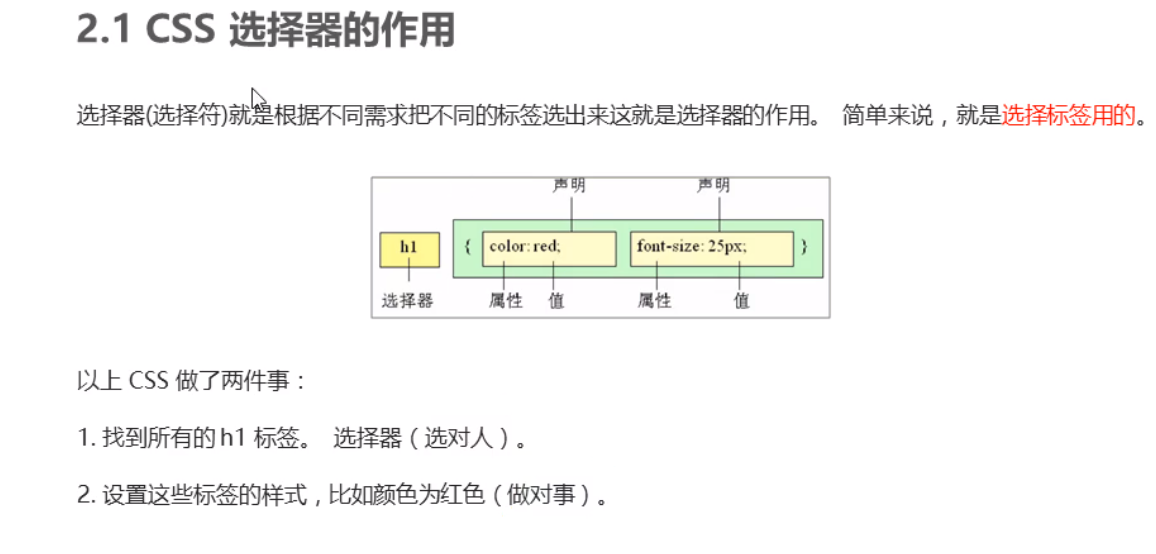 2.1 CSS 选择器的作用
选择器(选择符)就是根据不同需求把不同的标签选出来这就是选择器的作用。 简单来说，就是选择标签用的。
声明 声明
h1 { color: red; font-size: 25px; }
选择器 属性 值 属性 值
以上 CSS 做了两件事：
1. 找到所有的 h1 标签。 选择器（选对人）。
2. 设置这些标签的样式，比如颜色为红色（做对事）。